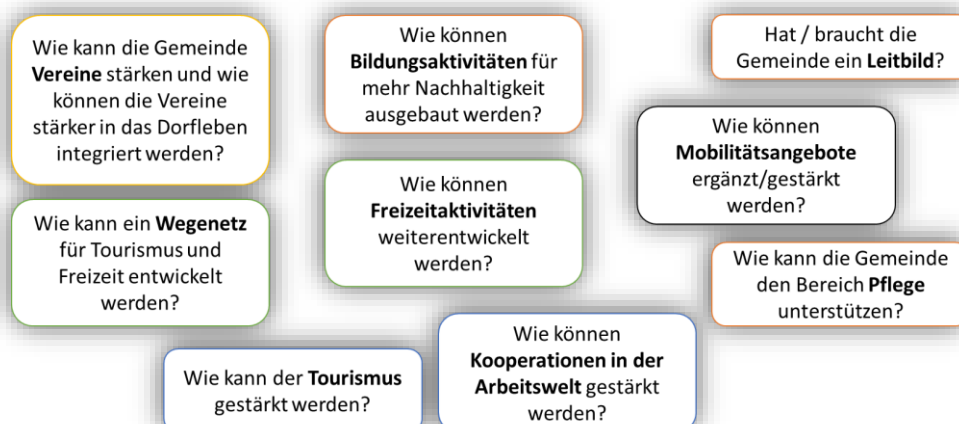 Wie kann die Gemeinde
Vereine stärken und wie
können die Vereine
stärker in das Dorfleben
integriert werden?
Wie können
Bildungsaktivitäten für
mehr Nachhaltigkeit
ausgebaut werden?
Hat / braucht die
Gemeinde ein Leitbild?
Wie können
Mobilitätsangebote
ergänzt/gestärkt
werden?
Wie kann ein Wegenetz
für Tourismus und
Freizeit entwickelt
werden?
Wie können
Freizeitaktivitäten
weiterentwickelt
werden?
Wie kann die Gemeinde
den Bereich Pflege
unterstützen?
Wie kann der Tourismus
gestärkt werden?
Wie können
Kooperationen in der
Arbeitswelt gestärkt
werden?